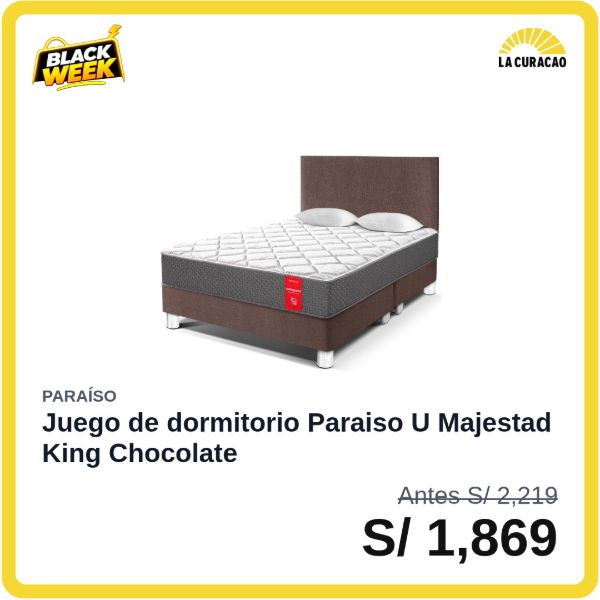 BLACK
WEEK
LA CURACAO
PARAÍSO
Juego de dormitorio Paraiso U Majestad
King Chocolate
Antes S/ 2,219
S/ 1,869